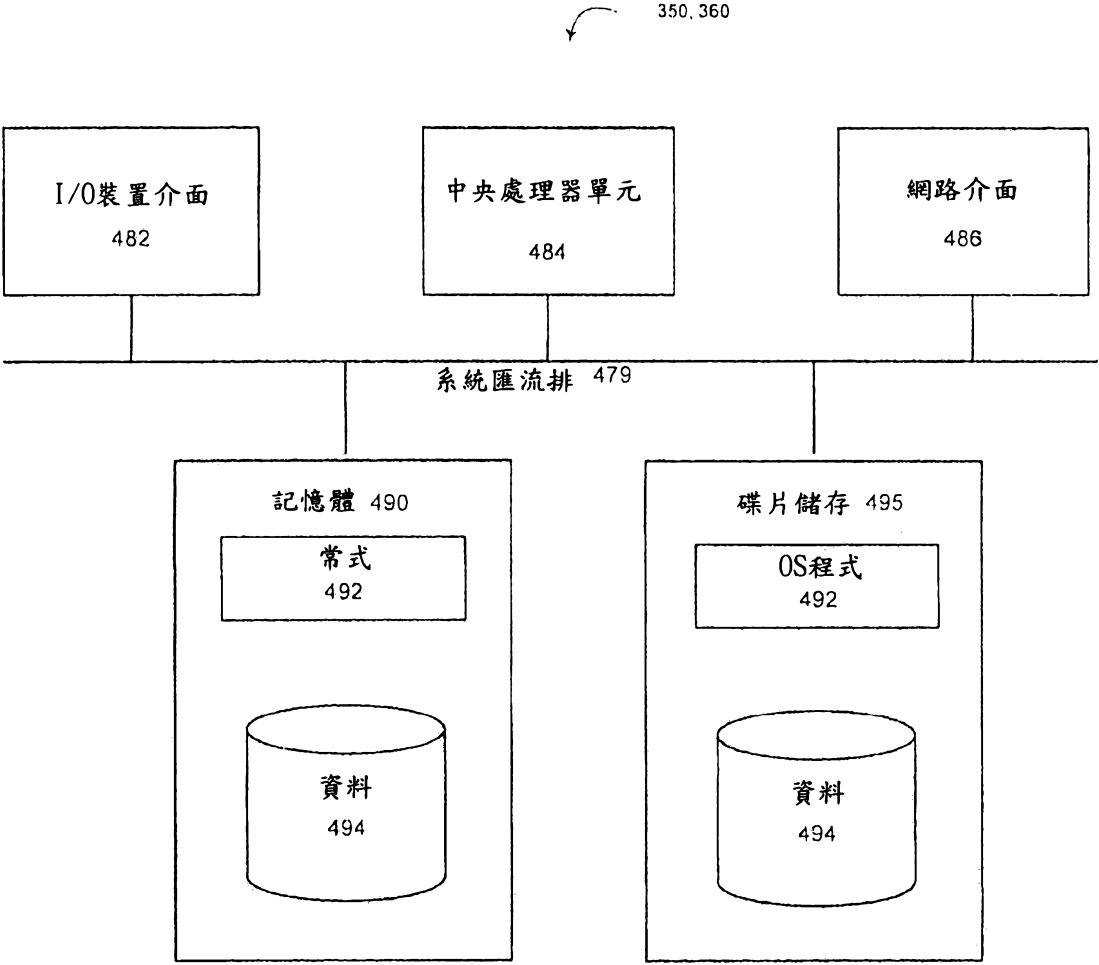 350, 360
I/O裝置介面
482
中央處理器單元
484
網路介面
486
系統匯流排 479
記憶體 490
常式
492
資料
494
碟片儲存 495
OS程式
492
資料
494